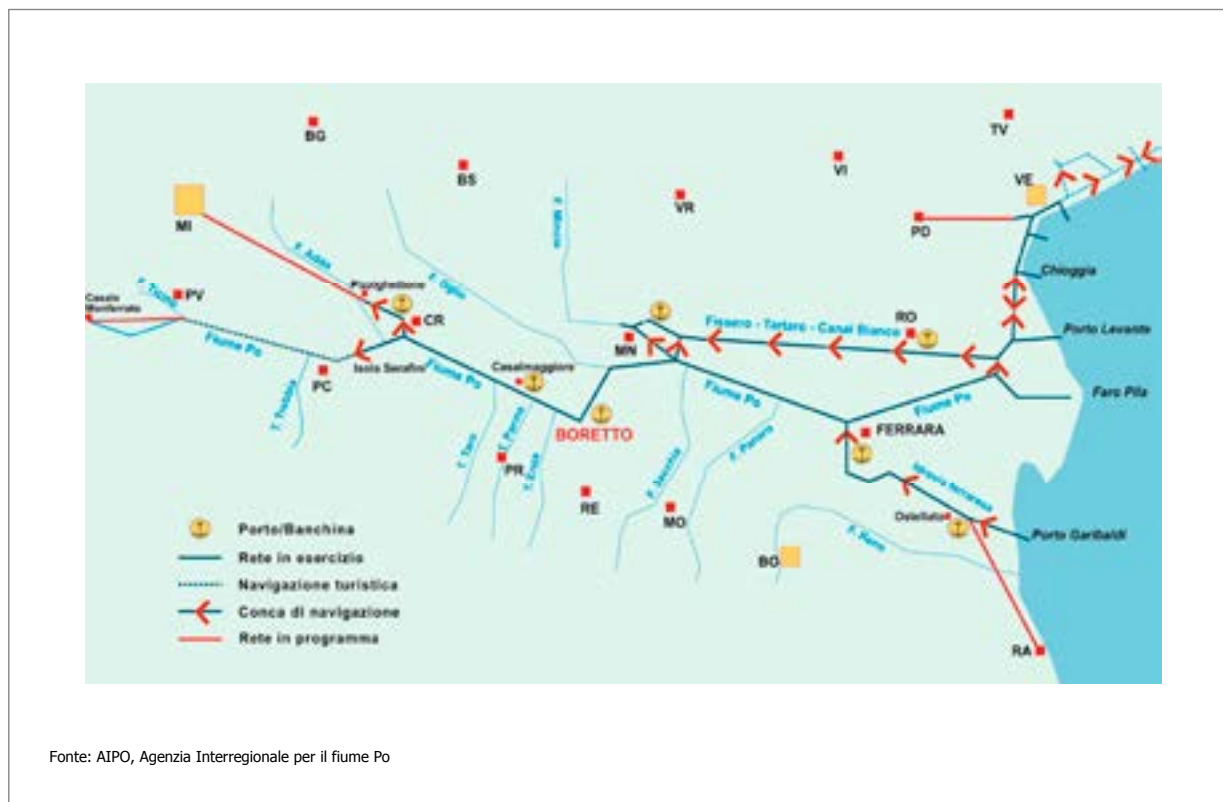 BG
BS
VI
TV
VR
VE
MI
PD
F. Mincio
F. Adda
F. Oglio
Pizzighettone
Chioggia
F. Ticino
PV
Casale
Monferrato
CR
Fissero - Tartaro - Canal Bianco
RO
Porto Levante
MN
Fiume Po
Isola Serafini
Fiume Po
Casalmaggiore
PC
Fiume Po
Fiume Po
Faro Pila
T. Trebbia
BORETTO
FERRARA
T. Taro
T. Parma
T. Enza
PR
F. Secchia
F. Panaro
Idrovia ferrarese
RE
MO
Ostellato
Porto Garibaldi
BO
F. Reno
RA
Porto/Banchina
Rete in esercizio
Navigazione turistica
Conca di navigazione
Rete in programma
Fonte: AIPO, Agenzia Interregionale per il fiume Po